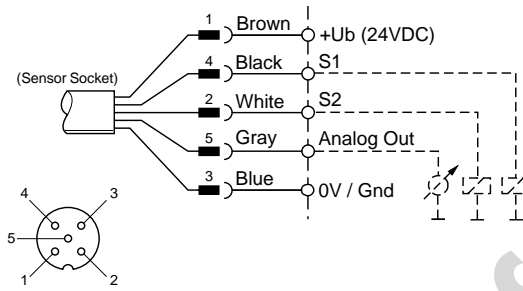 1 Brown +Ub (24VDC)
(Sensor Socket)
4 Black S1
2 White S2
5 Gray Analog Out
3 Blue 0V / Gnd
4 3
5
1 2